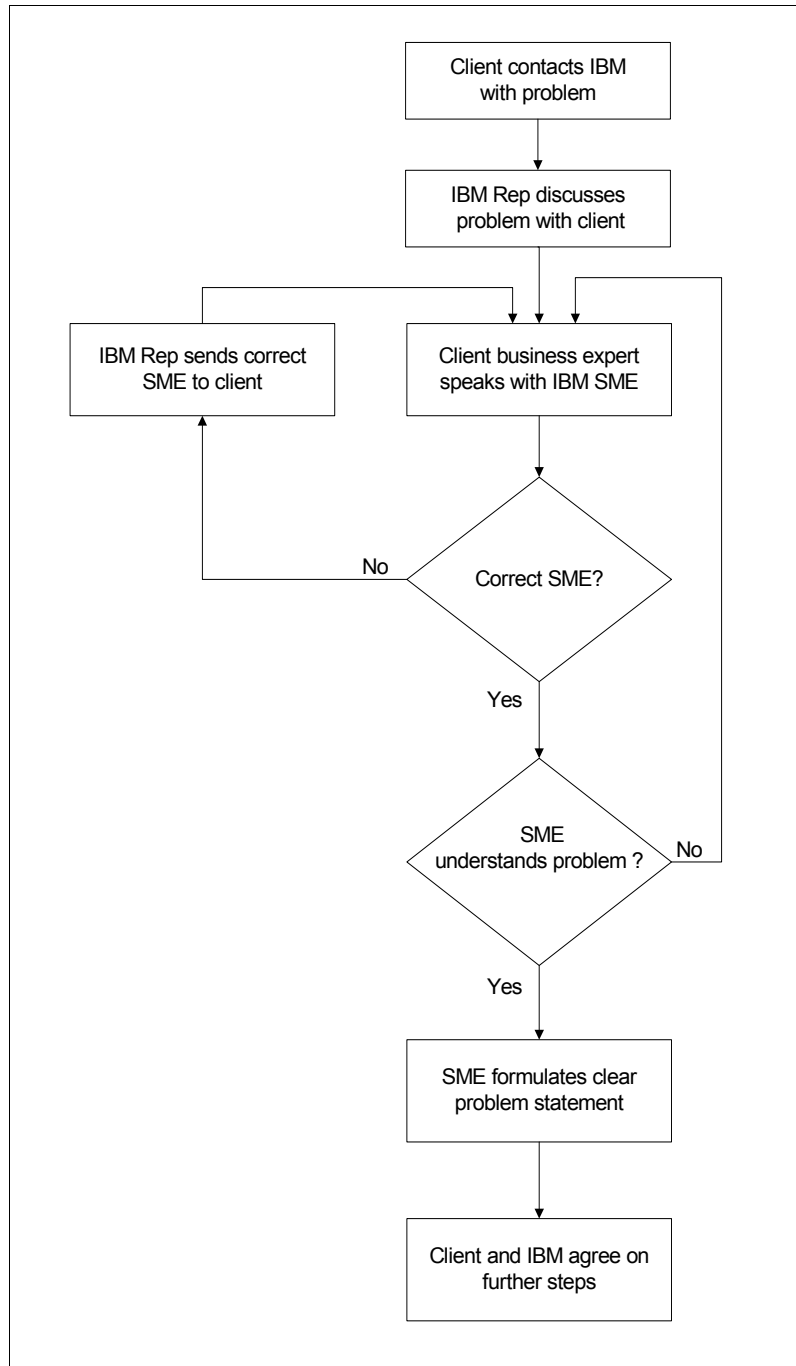 Client contacts IBM
with problem
IBM Rep discusses
problem with client
IBM Rep sends correct
SME to client
Client business expert
speaks with IBM SME
No
Correct SME?
Yes
SME
understands problem ?
No
Yes
SME formulates clear
problem statement
Client and IBM agree on
further steps